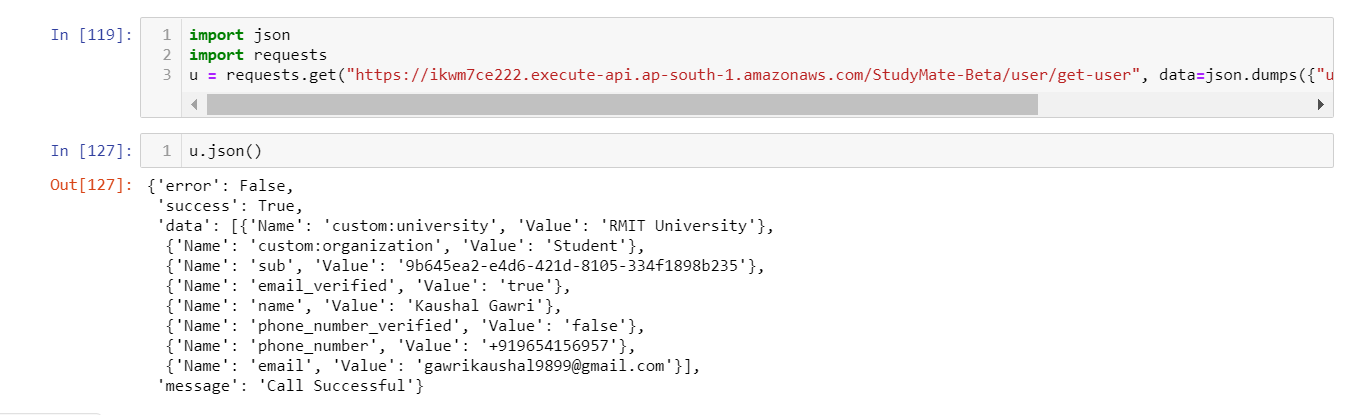 In [119]:
1 import json
2 import requests
3 u = requests.get("https://ikwm7ce222.execute-api.ap-south-1.amazonaws.com/StudyMate-Beta/user/get-user", data=json.dumps({"u
In [127]:
1 u.json()
Out[127]: {'error': False,
'success': True,
'data': [{'Name': 'custom:university', 'Value': 'RMIT University'},
{'Name': 'custom:organization', 'Value': 'Student'},
{'Name': 'sub', 'Value': '9b645ea2-e4d6-421d-8105-334f1898b235'},
{'Name': 'email_verified', 'Value': 'true'},
{'Name': 'name', 'Value': 'Kaushal Gawri'},
{'Name': 'phone_number_verified', 'Value': 'false'},
{'Name': 'phone_number', 'Value': '+919654156957'},
{'Name': 'email', 'Value': 'gawrikaushal9899@gmail.com'}],
'message': 'Call Successful'}